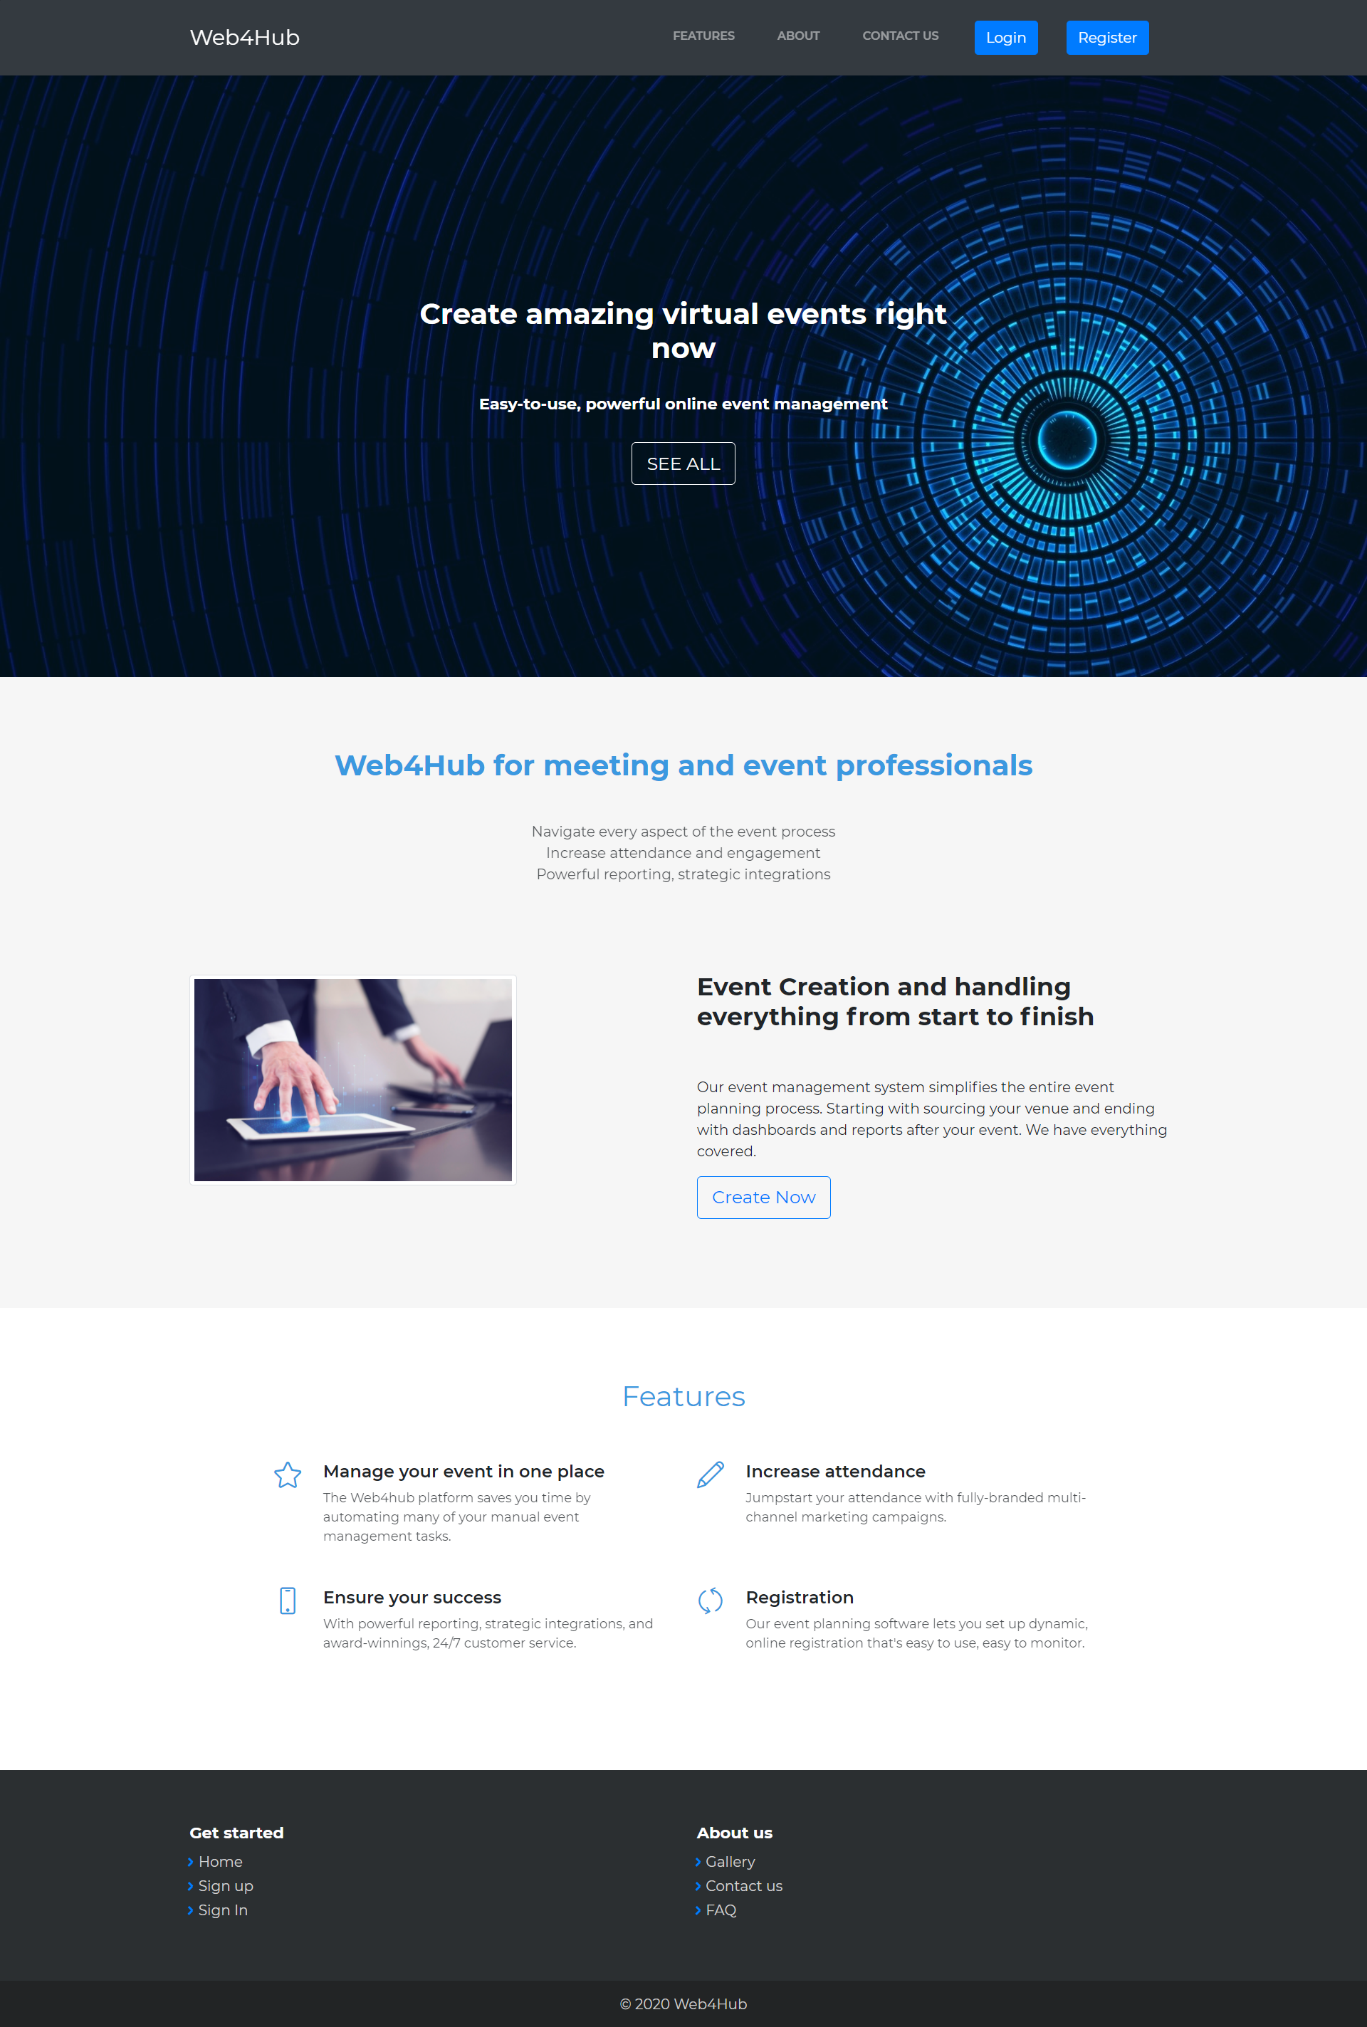 Web4Hub
FEATURES
ABOUT
CONTACT US
Login
Register
Create amazing virtual events right
now
Easy-to-use, powerful online event management
SEE ALL
Web4Hub for meeting and event professionals
Navigate every aspect of the event process
Increase attendance and engagement
Powerful reporting, strategic integrations
Event Creation and handling
everything from start to finish
Our event management system simplifies the entire event
planning process. Starting with sourcing your venue and ending
with dashboards and reports after your event. We have everything
covered.
Create Now
Features
Manage your event in one place
The Web4hub platform saves you time by
automating many of your manual event
management tasks.
Increase attendance
Jumpstart your attendance with fully-branded multi-
channel marketing campaigns.
Ensure your success
With powerful reporting, strategic integrations, and
award-winnings, 24/7 customer service.
Registration
Our event planning software lets you set up dynamic,
online registration that's easy to use, easy to monitor.
Get started
Home
Sign up
Sign In
About us
Gallery
Contact us
FAQ
© 2020 Web4Hub